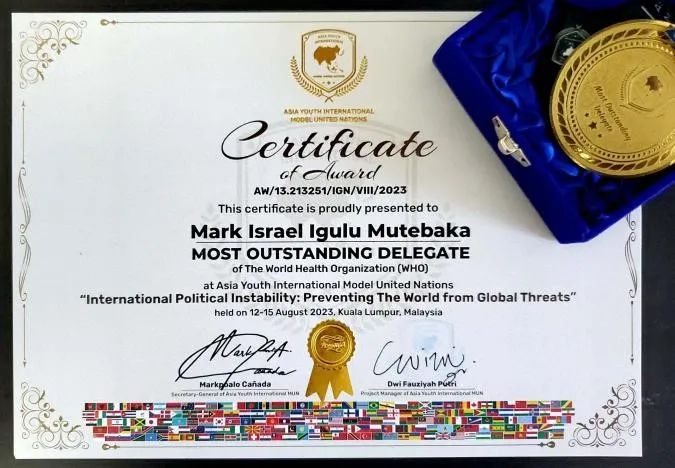 ASIA YOUTH INTERNATIONAL
MODEL UNITED NATIONS
Certificate
of Award
AW/13.213251/IGN/VIII/2023
This certificate is proudly presented to
Mark Israel Igulu Mutebaka
MOST OUTSTANDING DELEGATE
of The World Health Organization (WHO)
at Asia Youth International Model United Nations
“International Political Instability: Preventing The World from Global Threats”
held on 12-15 August 2023, Kuala Lumpur, Malaysia
Markpoalo Cañada
Secretary-General of Asia Youth International MUN
Dwi Fauziyah Putri
Project Manager of Asia Youth International MUN
Most Outstanding
Delegate